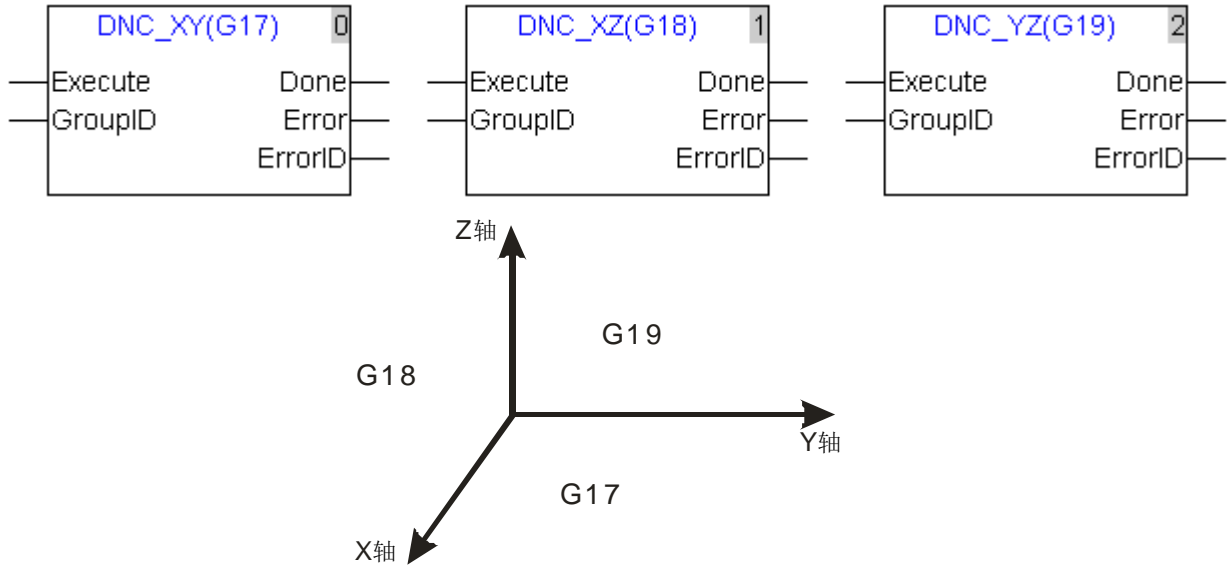 DNC_XY(G17) 0
Execute Done
GroupID Error
ErrorID
DNC_XZ(G18) 1
Execute Done
GroupID Error
ErrorID
DNC_YZ(G19) 2
Execute Done
GroupID Error
ErrorID
Z轴
G19
G18
Y轴
G17
X轴